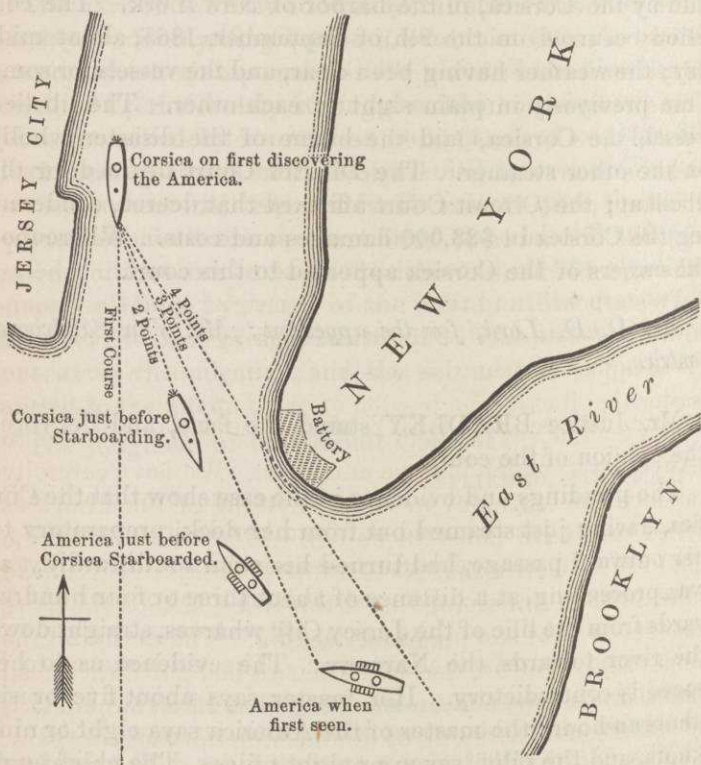 JERSEY CITY
Corsica on first discovering
the America.
NEW YORK
First Course
2 Points
3 Points
4 Points
Corsica just before
Starboarding.
Battery
East River
America just before
Corsica Starboarded.
BROOKLYN
America when
first seen.